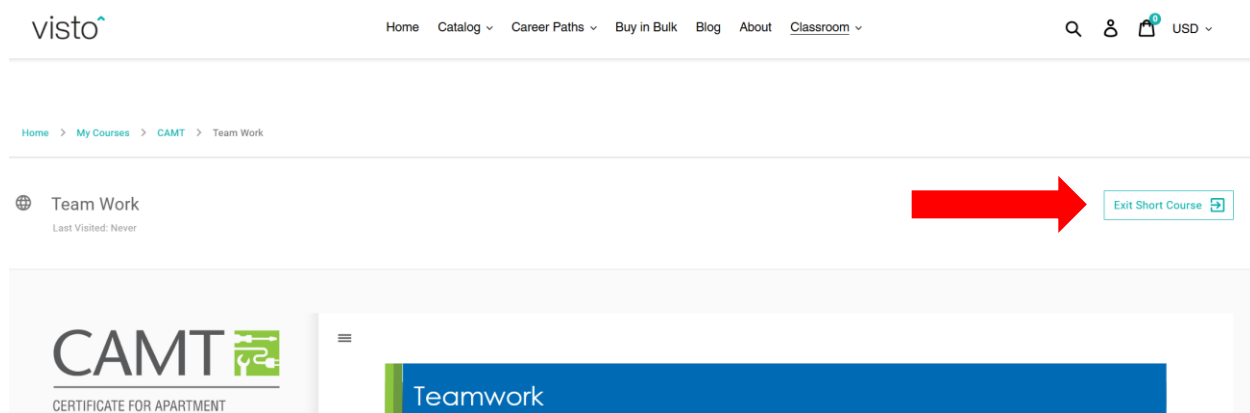 visto^
Home Catalog Career Paths Buy in Bulk Blog About Classroom
0
USD
Home > My Courses > CAMT > Team Work
Team Work
Last Visited: Never
Exit Short Course
CAMT
CERTIFICATE FOR APARTMENT
Teamwork